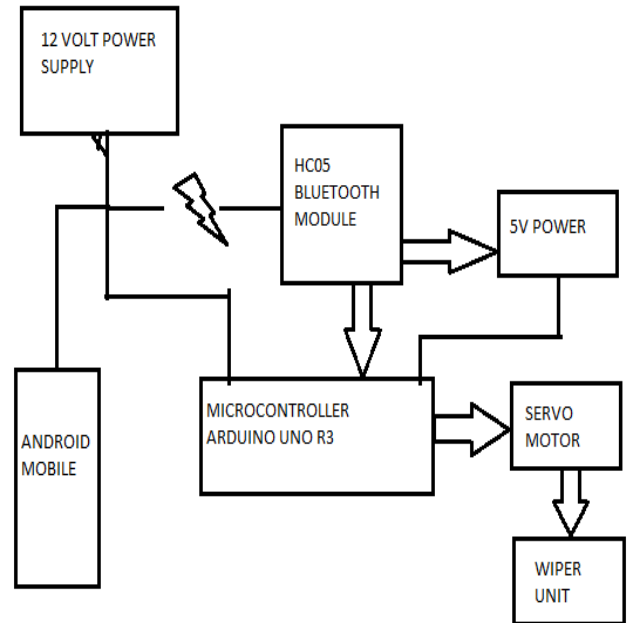 12 VOLT POWER
SUPPLY
HC05
BLUETOOTH
MODULE
5V POWER
MICROCONTROLLER
ARDUINO UNO R3
SERVO
MOTOR
ANDROID
MOBILE
WIPER
UNIT